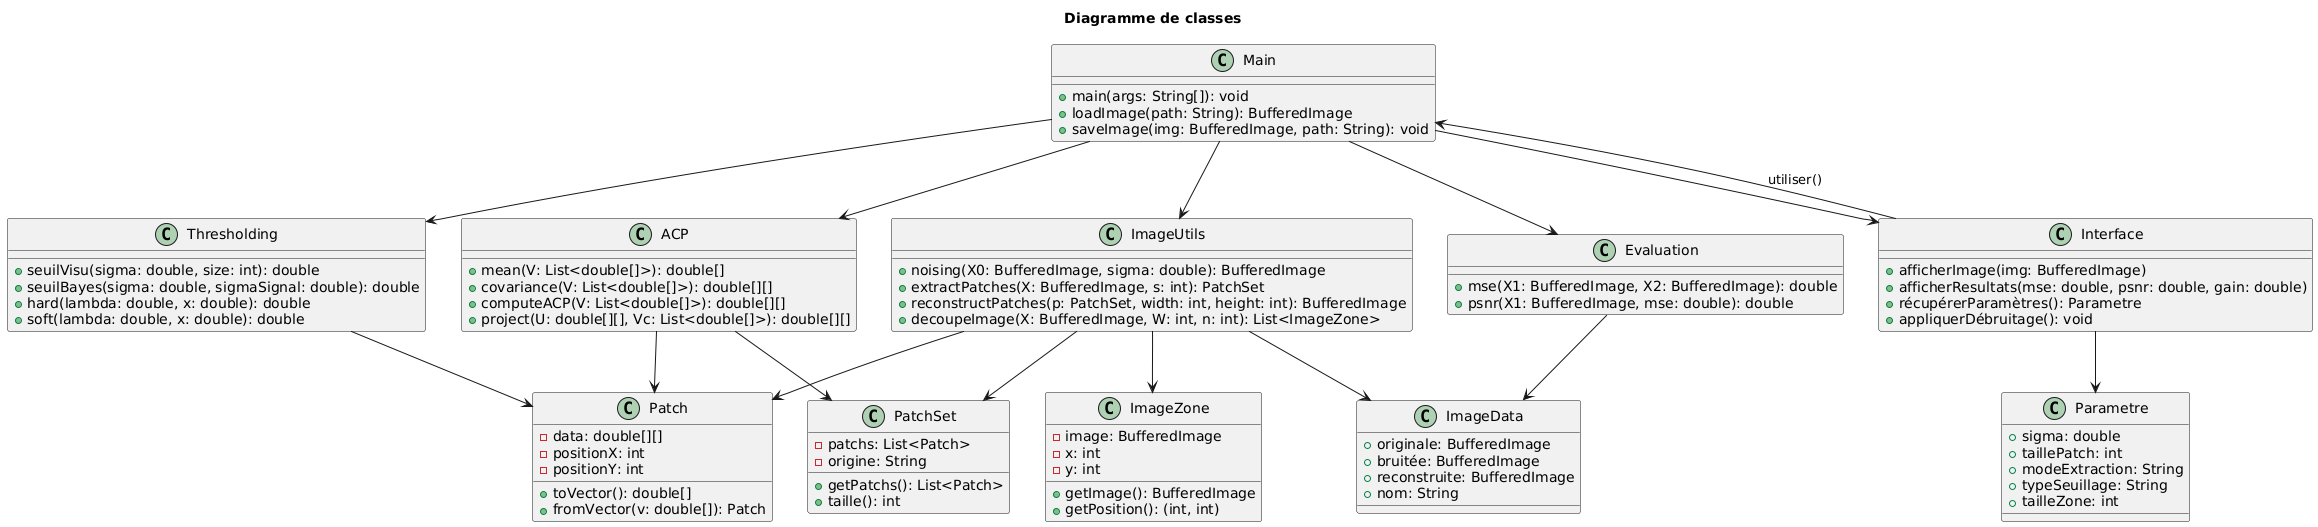 Diagramme de classes
C Main
main(args: String[]): void
loadImage(path: String): BufferedImage
saveImage(img: BufferedImage, path: String): void
utiliser()
C Thresholding
seuilVisu(sigma: double, size: int): double
seuilBayes(sigma: double, sigmaSignal: double): double
hard(lambda: double, x: double): double
soft(lambda: double, x: double): double
C ACP
mean(V: List<double[]>): double[]
covariance(V: List<double[]>): double[][]
computeACP(V: List<double[]>): double[][]
project(U: double[][], Vc: List<double[]>): double[][]
C ImageUtils
noising(X0: BufferedImage, sigma: double): BufferedImage
extractPatches(X: BufferedImage, s: int): PatchSet
reconstructPatches(p: PatchSet, width: int, height: int): BufferedImage
decoupeImage(X: BufferedImage, W: int, n: int): List<ImageZone>
C Evaluation
mse(X1: BufferedImage, X2: BufferedImage): double
psnr(X1: BufferedImage, mse: double): double
C Interface
afficherImage(img: BufferedImage)
afficherResultats(mse: double, psnr: double, gain: double)
récupérerParamètres(): Parametre
appliquerDébruitage(): void
C Patch
data: double[][]
positionX: int
positionY: int
toVector(): double[]
fromVector(v: double[]): Patch
C PatchSet
patchs: List<Patch>
origine: String
getPatchs(): List<Patch>
taille(): int
C ImageZone
image: BufferedImage
x: int
y: int
getImage(): BufferedImage
getPosition(): (int, int)
C ImageData
originale: BufferedImage
bruitée: BufferedImage
reconstruite: BufferedImage
nom: String
C Parametre
sigma: double
taillePatch: int
modeExtraction: String
typeSeuillage: String
tailleZone: int